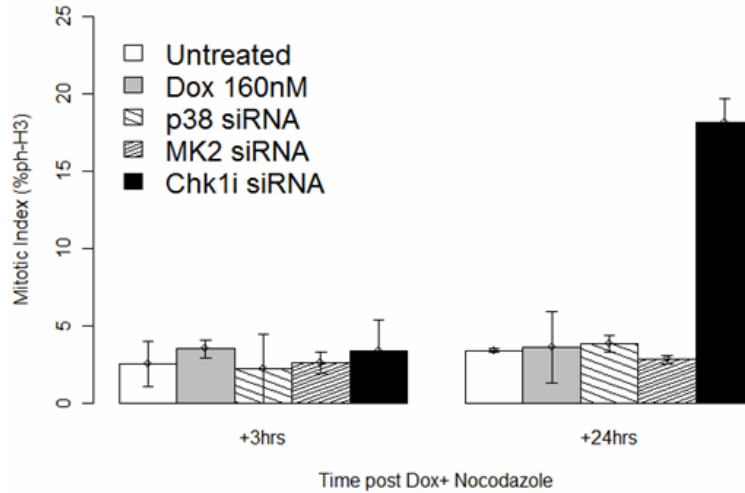 25
20
15
10
5
0
Mitotic Index (%ph-H3)
Untreated
Dox 160nM
p38 siRNA
MK2 siRNA
Chk1i siRNA
+3hrs
+24hrs
Time post Dox+ Nocodazole